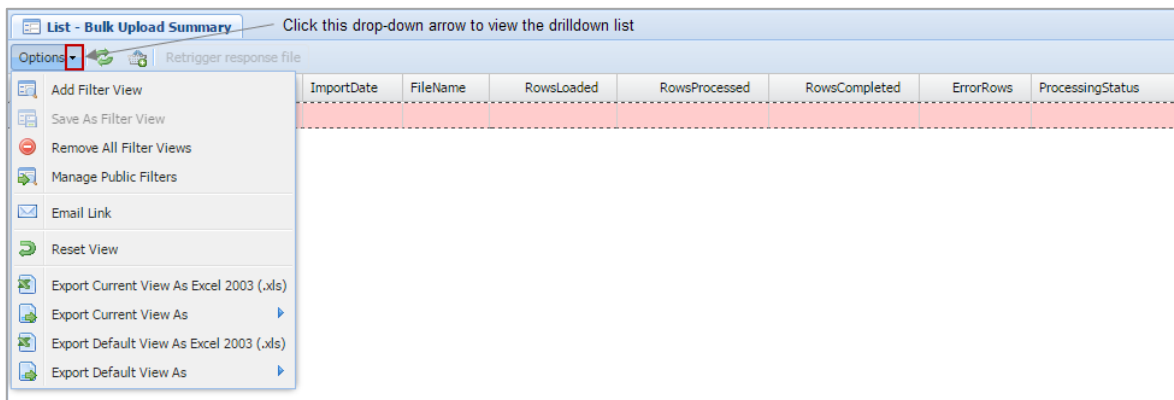 List - Bulk Upload Summary
Click this drop-down arrow to view the drilldown list
Options
Retrigger response file
ImportDate FileName RowsLoaded RowsProcessed RowsCompleted ErrorRows ProcessingStatus
Add Filter View
Save As Filter View
Remove All Filter Views
Manage Public Filters
Email Link
Reset View
Export Current View As Excel 2003 (.xls)
Export Current View As
Export Default View As Excel 2003 (.xls)
Export Default View As